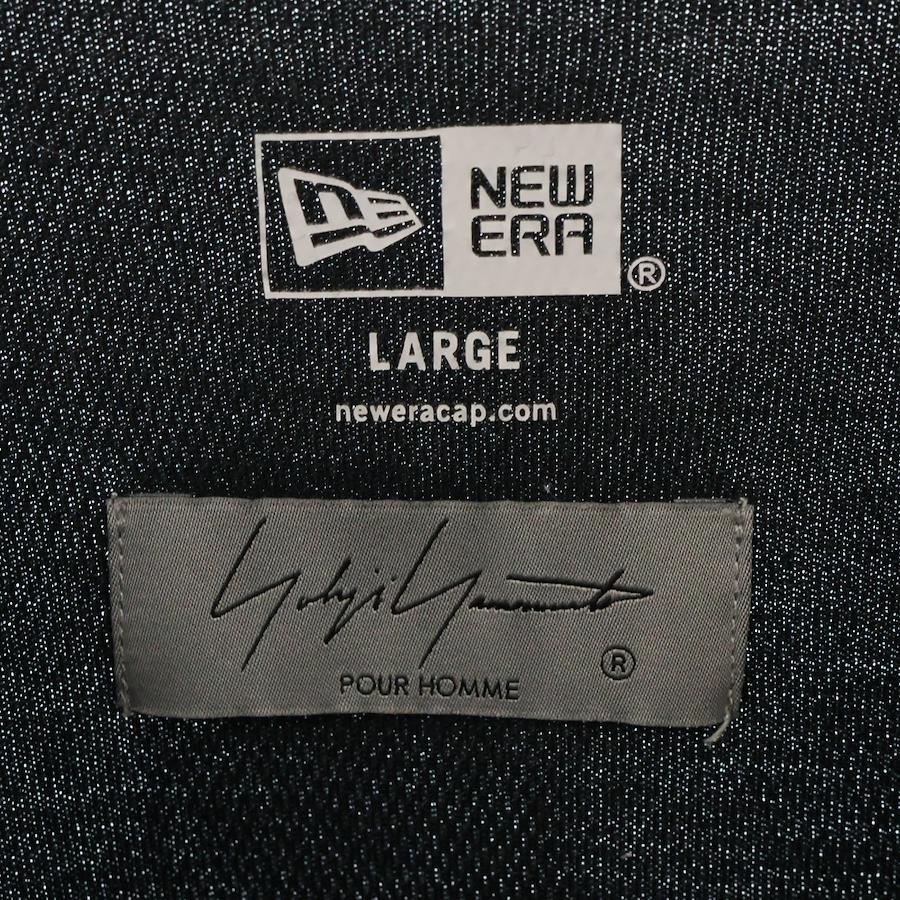 NEW
ERA®
LARGE
neweracap.com
Yohji Yamamoto
®
POUR HOMME